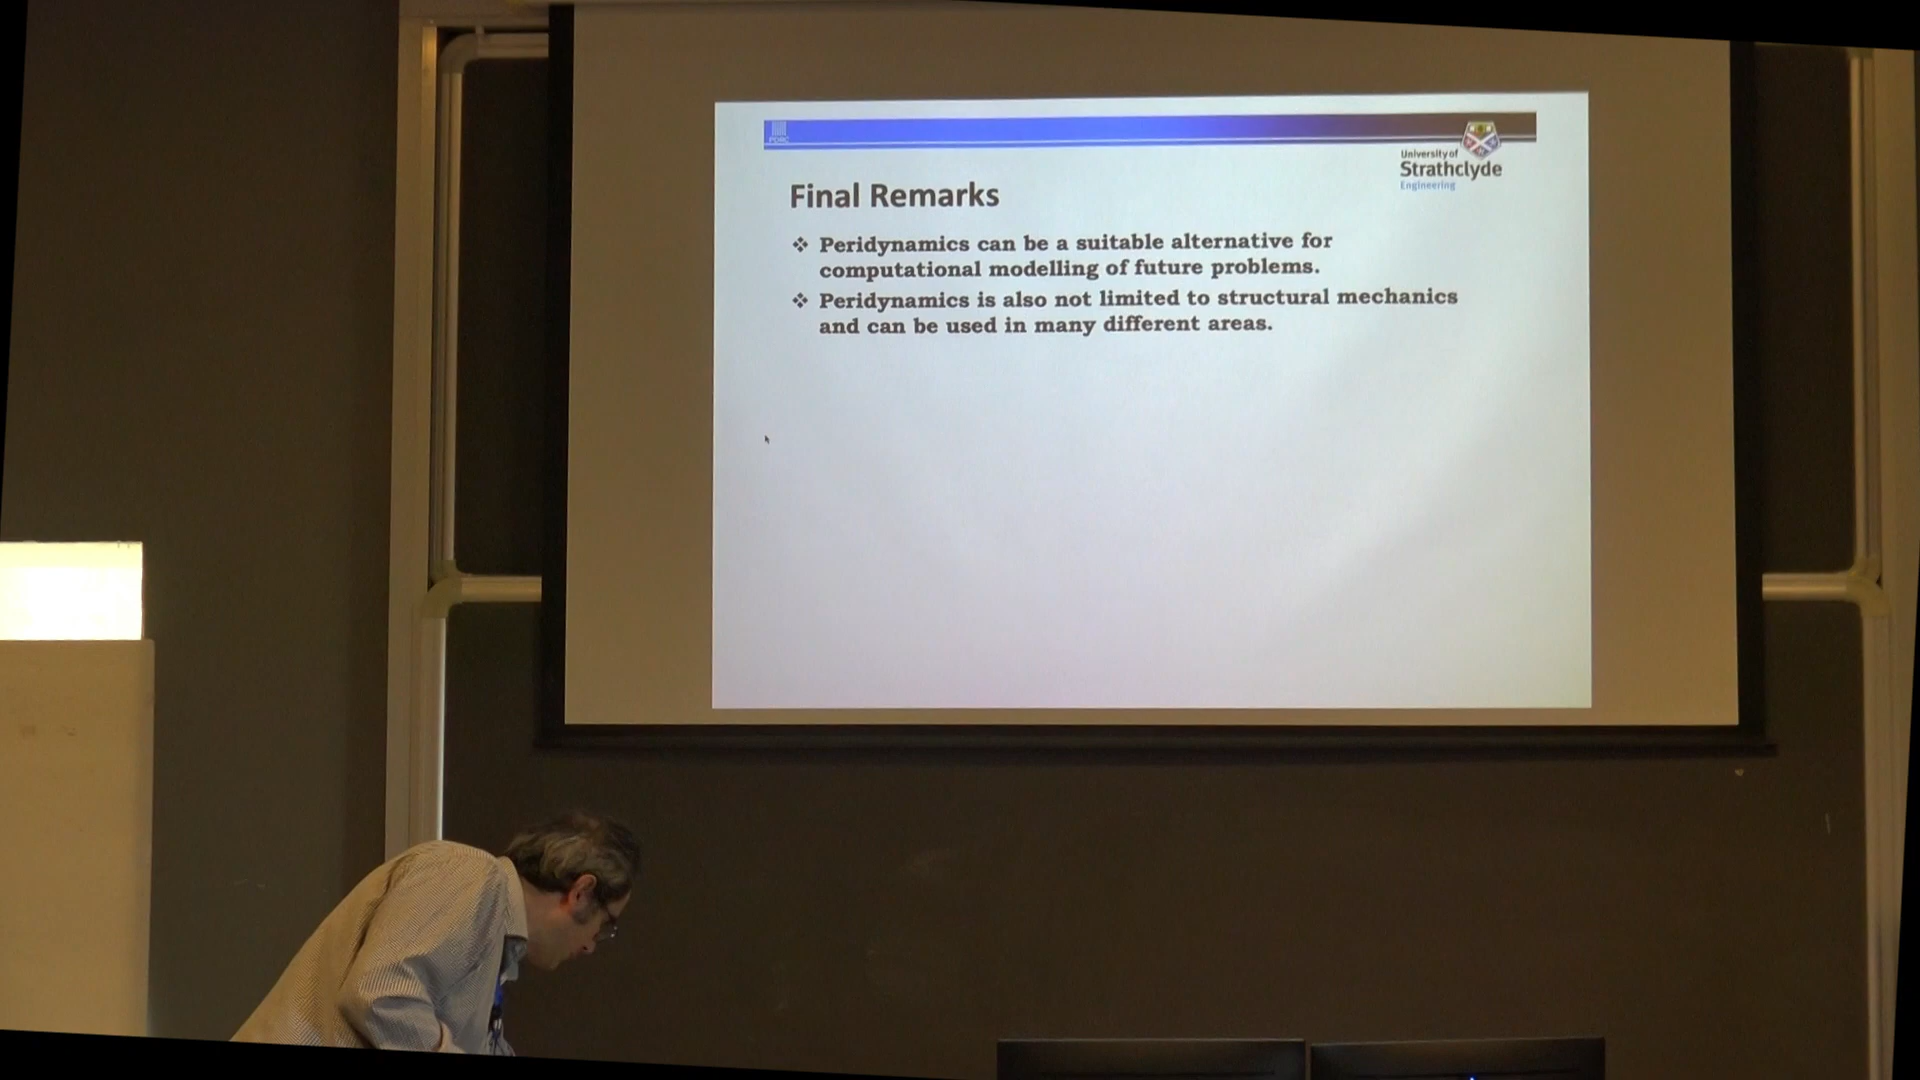 PDRC
University of
Strathclyde
Engineering
Final Remarks
❖ Peridynamics can be a suitable alternative for
computational modelling of future problems.
❖ Peridynamics is also not limited to structural mechanics
and can be used in many different areas.